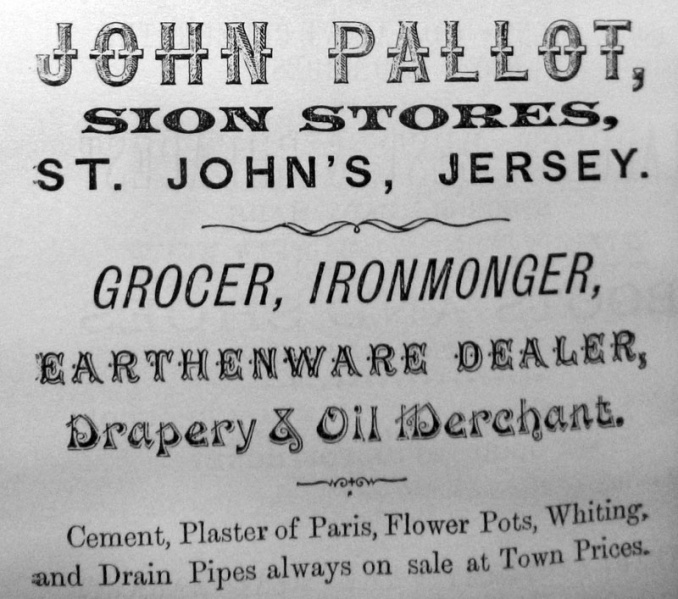 JOHN PALLOT,
SION STORES,
ST. JOHN'S, JERSEY.
GROCER, IRONMONGER,
EARTHENWARE DEALER,
Drapery & Oil Merchant.
Cement, Plaster of Paris, Flower Pots, Whiting,
and Drain Pipes always on sale at Town Prices.